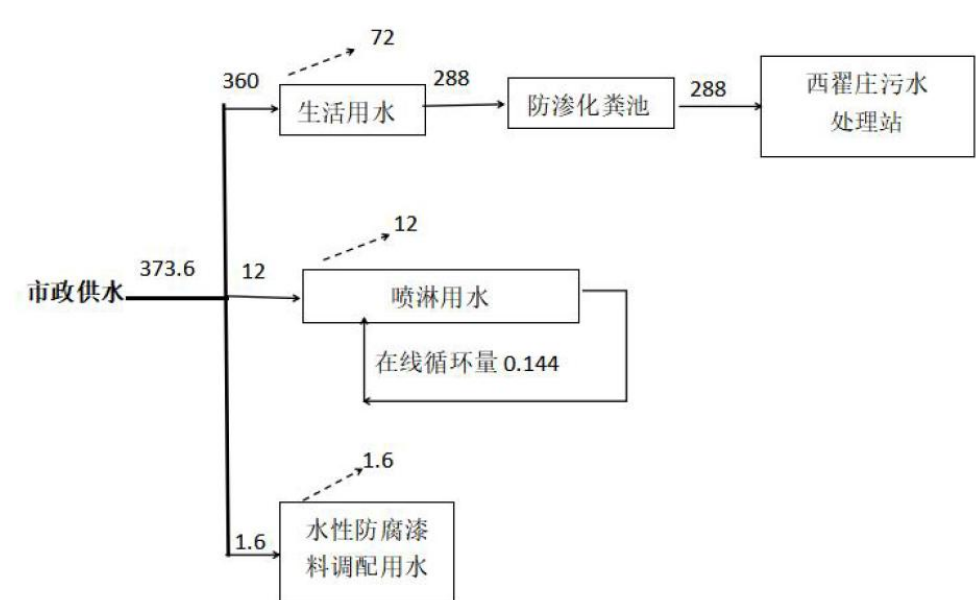 72
360
288
288
生活用水
防渗化粪池
西翟庄污水
处理站
12
373.6
12
市政供水
喷淋用水
在线循环量 0.144
1.6
1.6
水性防腐漆
料调配用水